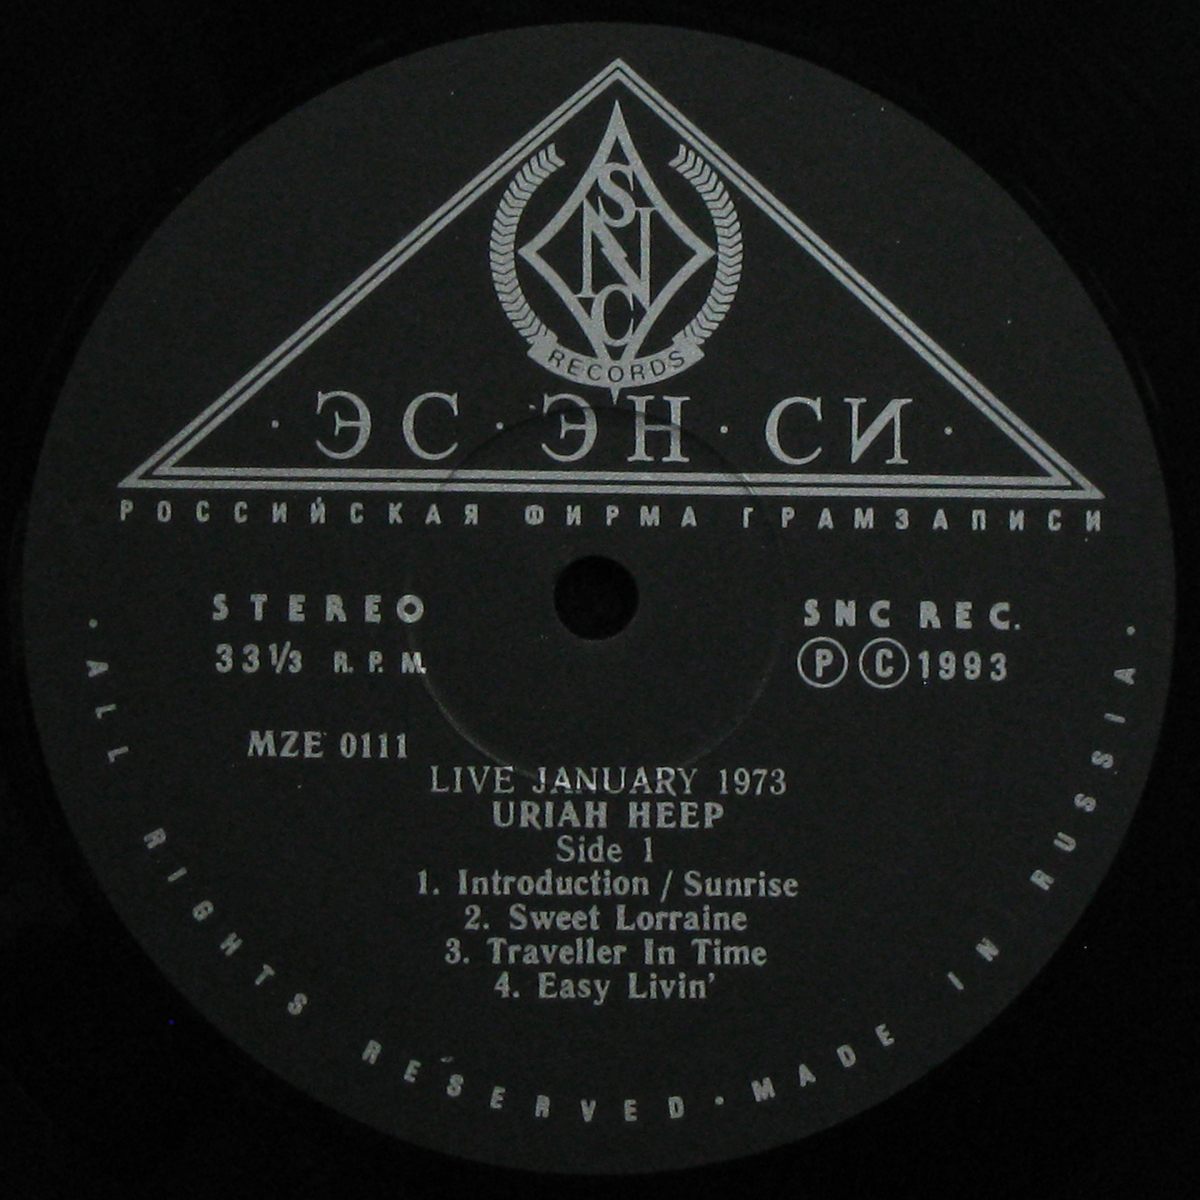 SNC
RECORDS
· ЭС · ЭН · СИ ·
РОССИЙСКАЯ ФИРМА ГРАМЗАПИСИ
STEREO
33 1/3 R.P.M.
SNC REC.
Ⓟ Ⓒ 1993
MZE 0111
LIVE JANUARY 1973
URIAH HEEP
Side 1
1. Introduction / Sunrise
2. Sweet Lorraine
3. Traveller In Time
4. Easy Livin'
· ALL RIGHTS RESERVED · MADE IN RUSSIA ·